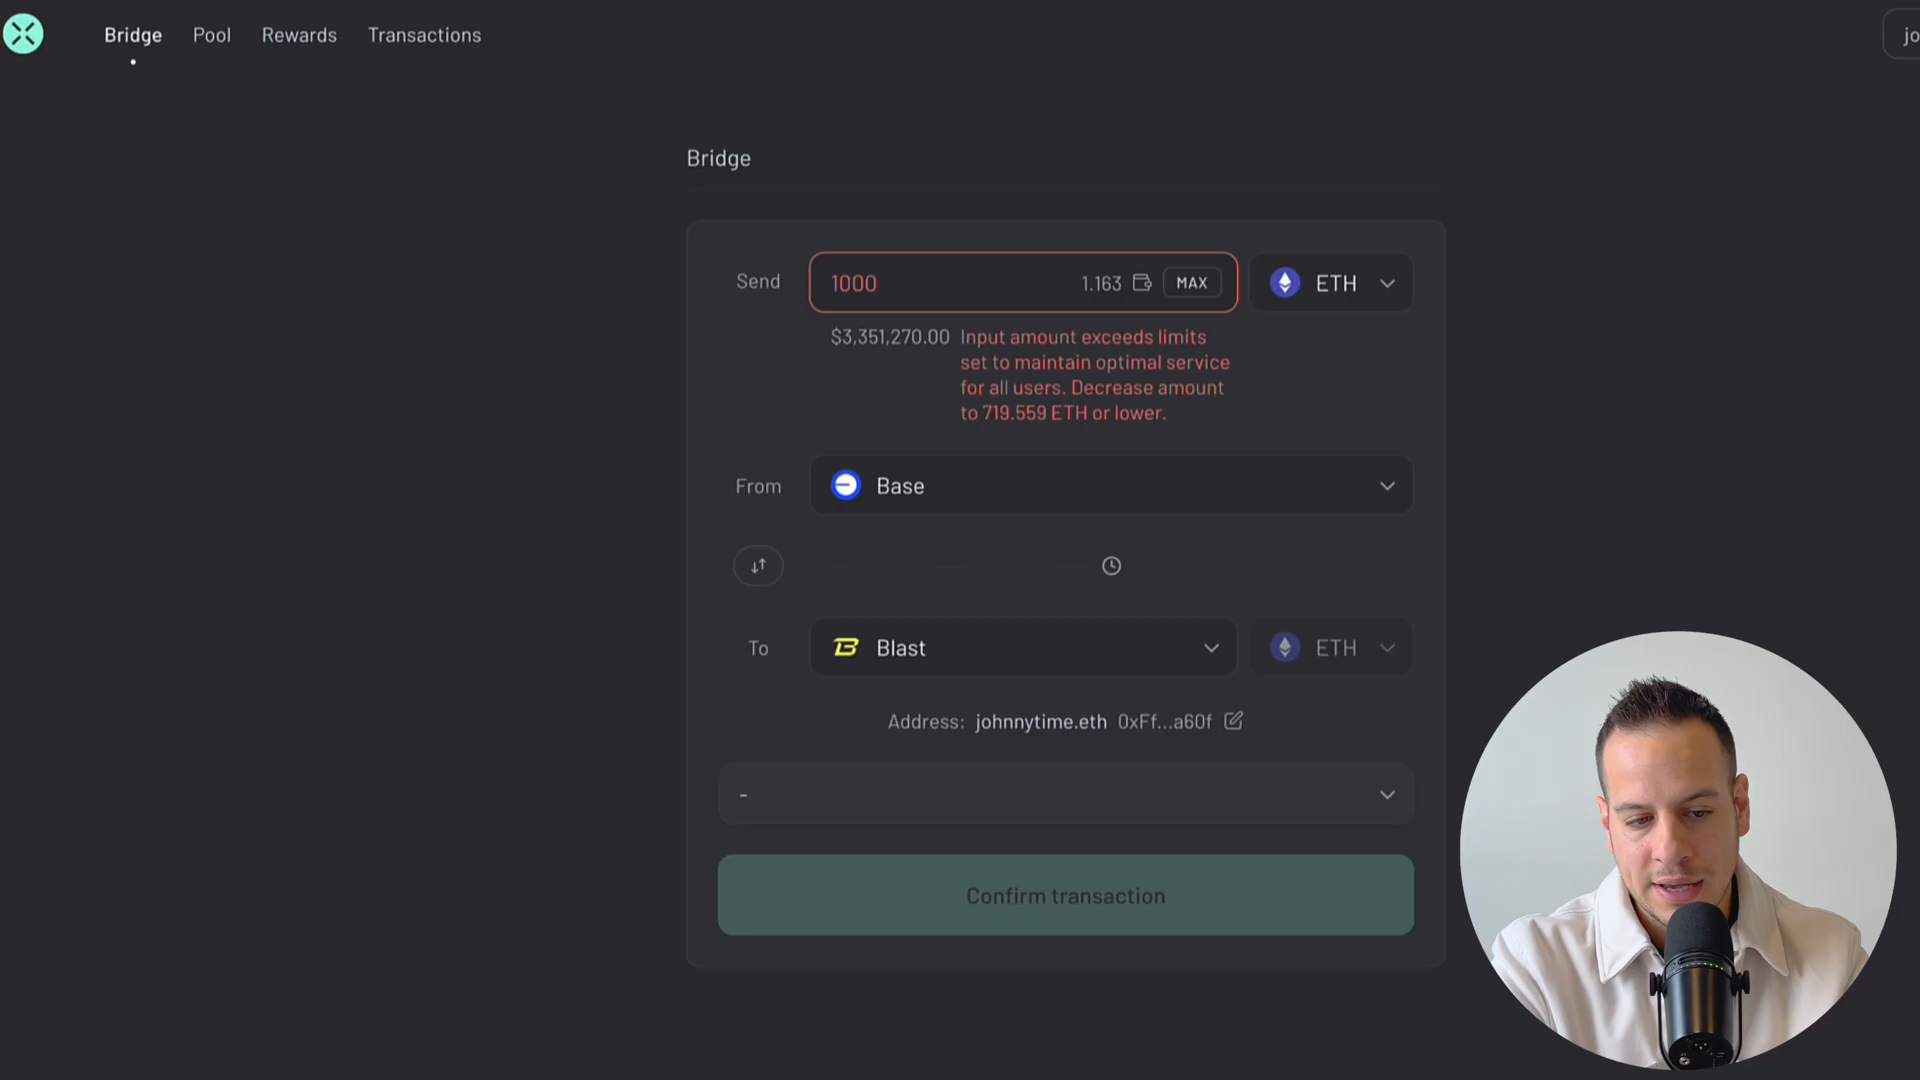 Bridge Pool Rewards Transactions
jo
Bridge
Send 1000 1.163 MAX ETH
$3,351,270.00 Input amount exceeds limits
set to maintain optimal service
for all users. Decrease amount
to 719.559 ETH or lower.
From Base
To Blast ETH
Address: johnnytime.eth 0xFf...a60f
-
Confirm transaction